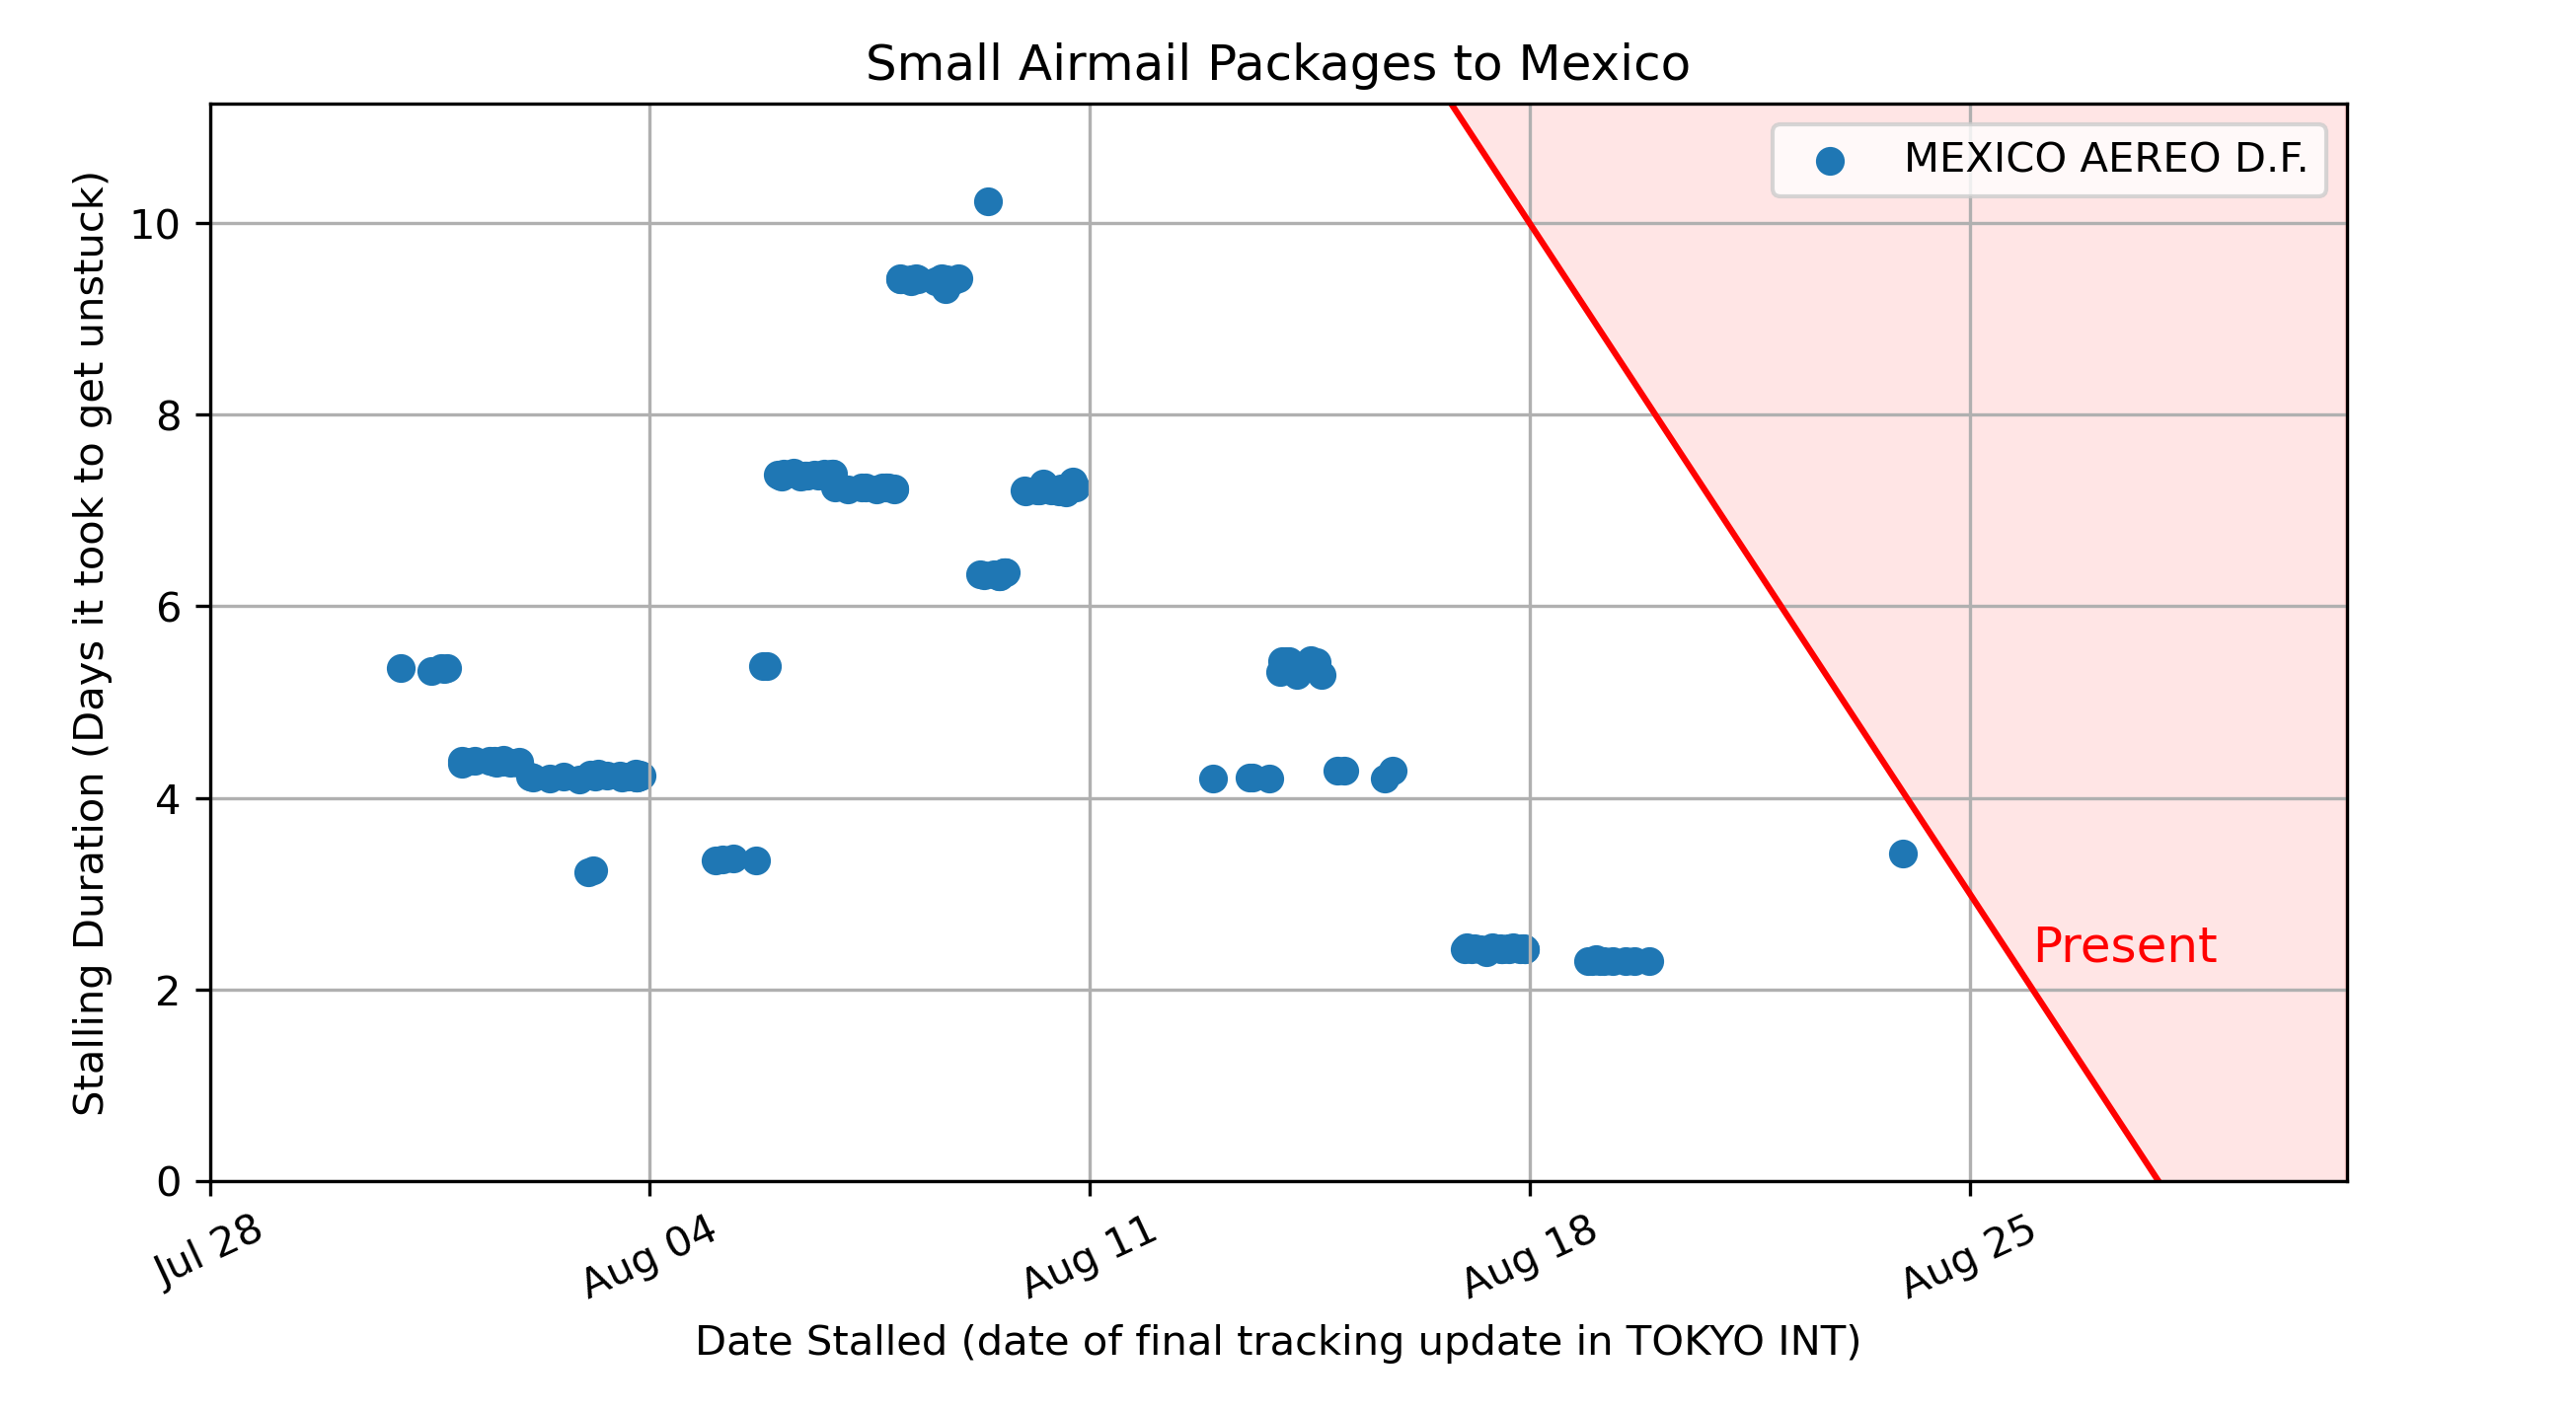 Small Airmail Packages to Mexico
MEXICO AEREO D.F.
Stalling Duration (Days it took to get unstuck)
10
8
6
4
2
0
Present
Jul 28
Aug 04
Aug 11
Aug 18
Aug 25
Date Stalled (date of final tracking update in TOKYO INT)